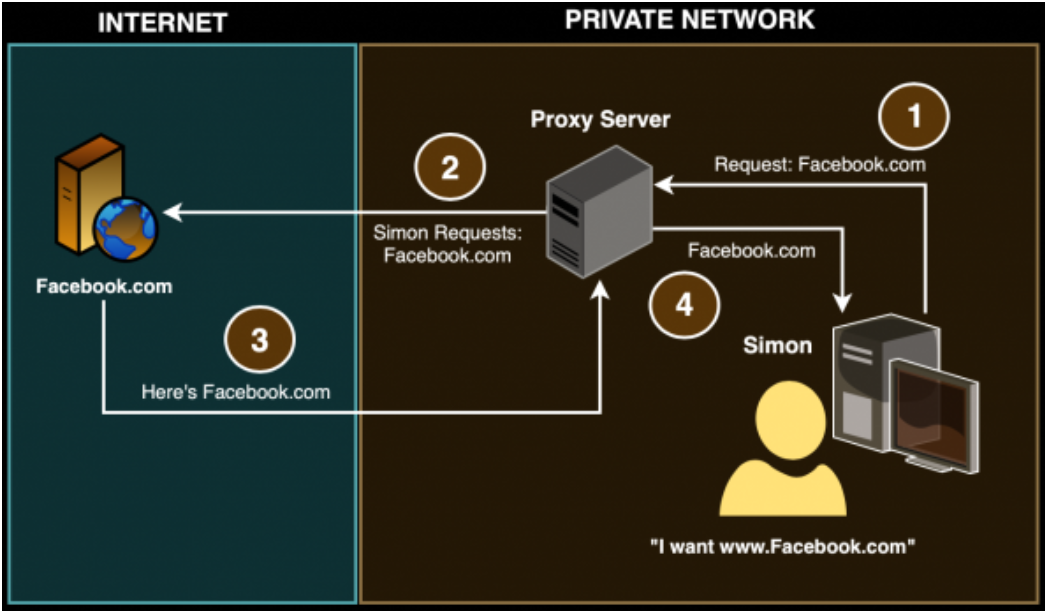 INTERNET
PRIVATE NETWORK
Proxy Server
1
Request: Facebook.com
2
Simon Requests:
Facebook.com
Facebook.com
Facebook.com
4
3
Simon
Here's Facebook.com
"I want www.Facebook.com"